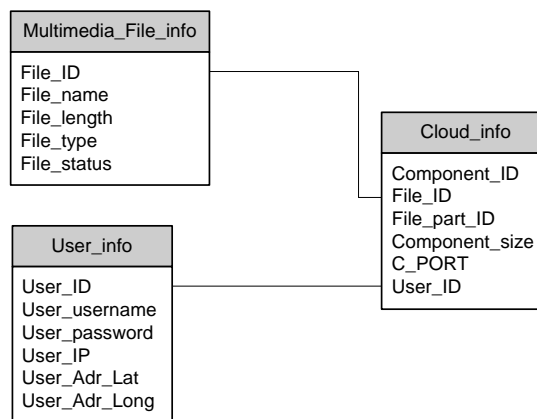 Multimedia_File_info
File_ID
File_name
File_length
File_type
File_status
Cloud_info
Component_ID
File_ID
File_part_ID
Component_size
C_PORT
User_ID
User_info
User_ID
User_username
User_password
User_IP
User_Adr_Lat
User_Adr_Long